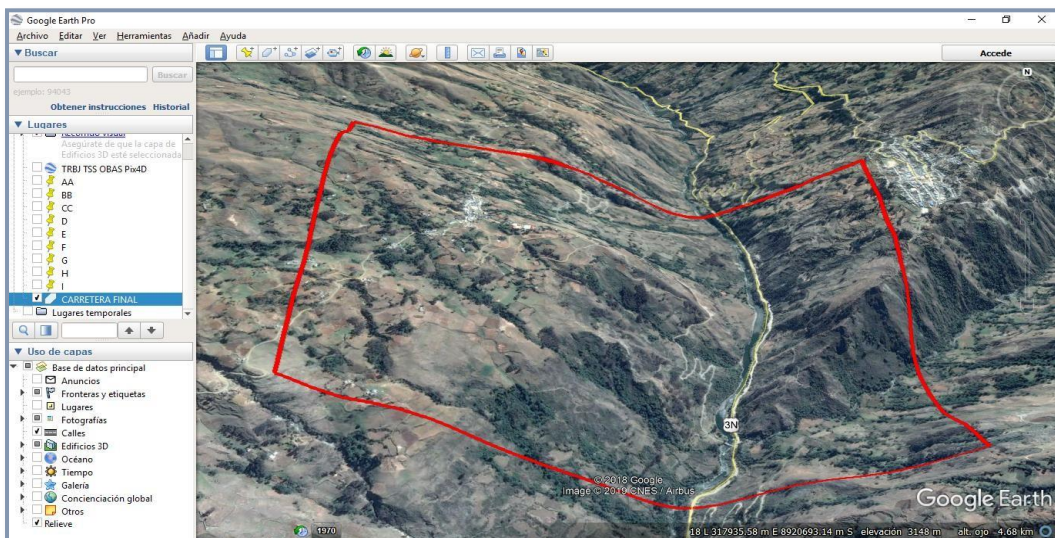 Google Earth Pro
Archivo Editar Ver Herramientas Añadir Ayuda
Buscar
Accede
Buscar
ejemplo: 94043
Obtener instrucciones Historial
N
Lugares
Recorrido visual
Asegúrate de que la capa de
Edificios 3D esté seleccionada
TRBJ TSS OBAS Pix4D
AA
BB
CC
D
E
F
G
H
I
CARRETERA FINAL
Lugares temporales
Uso de capas
Base de datos principal
Anuncios
Fronteras y etiquetas
Lugares
Fotografías
Calles
Edificios 3D
Océano
Tiempo
Galería
Concienciación global
Otros
Relieve
3N
© 2018 Google
Image © 2019 CNES / Airbus
Google Earth
1970
18 L 317935.58 m E 8920693.14 m S elevación 3148 m alt. ojo 4.68 km